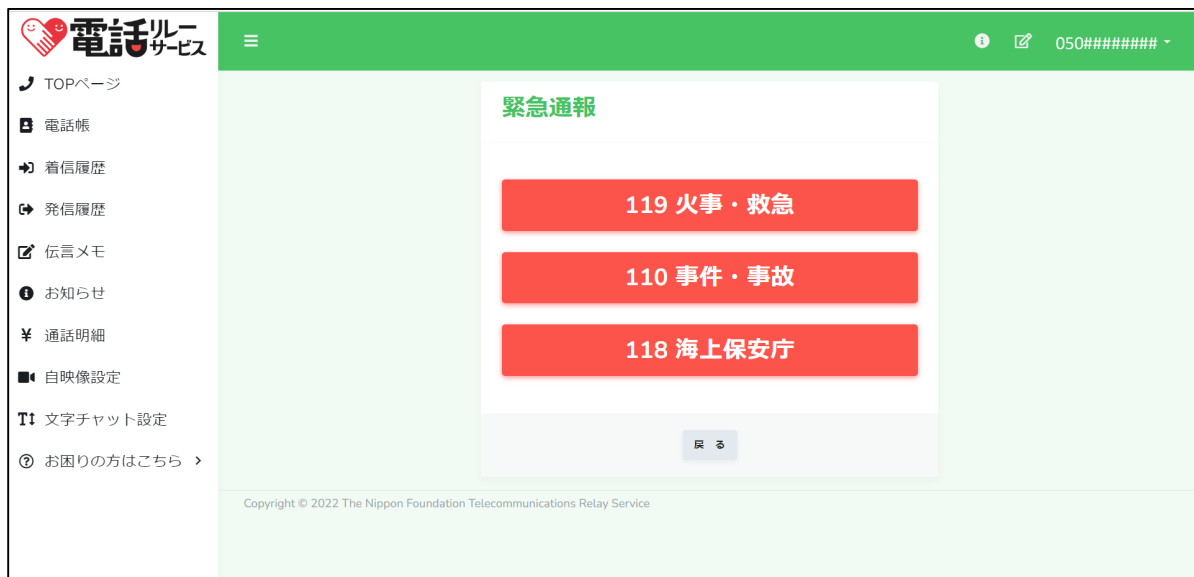 電話リレーサービス
050########
TOPページ
電話帳
着信履歴
発信履歴
伝言メモ
お知らせ
¥ 通話明細
自映像設定
文字チャット設定
お困りの方はこちら
緊急通報
119 火事・救急
110 事件・事故
118 海上保安庁
戻 る
Copyright © 2022 The Nippon Foundation Telecommunications Relay Service